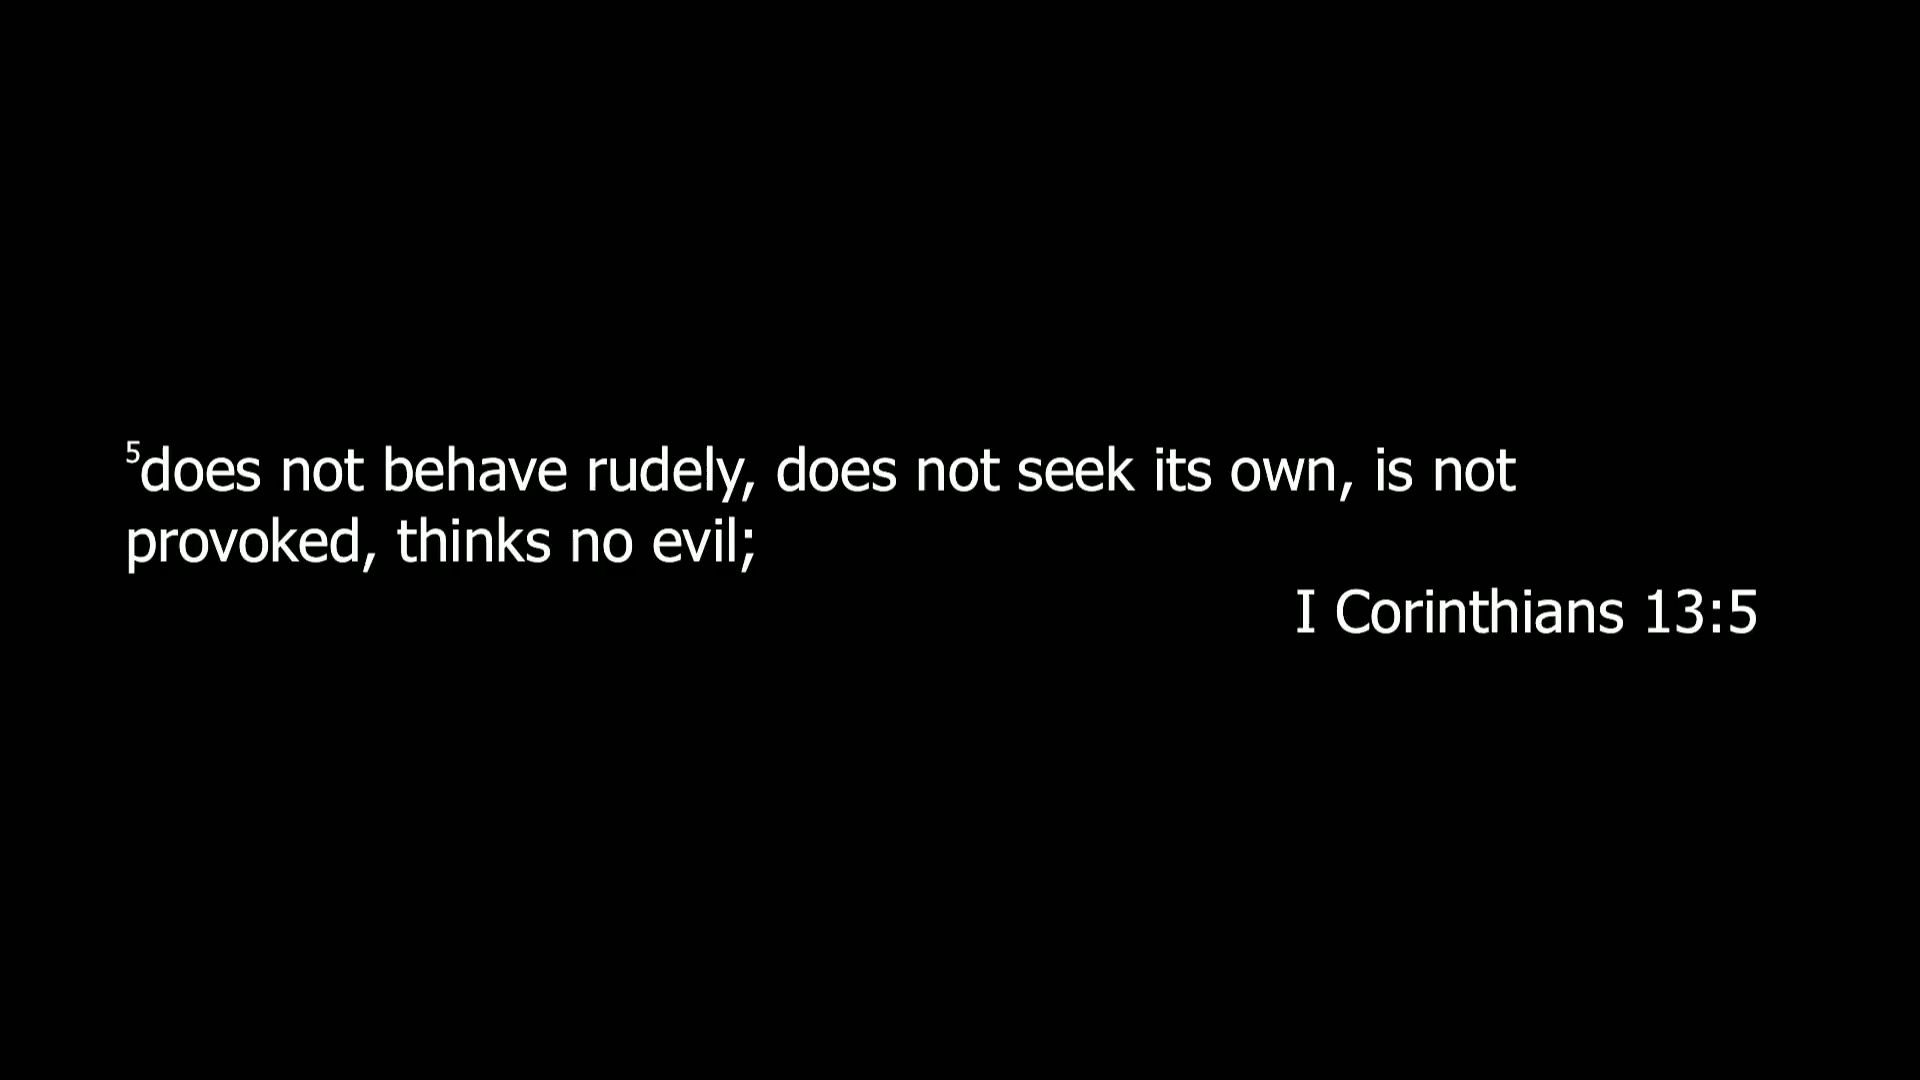 ⁵does not behave rudely, does not seek its own, is not
provoked, thinks no evil;
I Corinthians 13:5